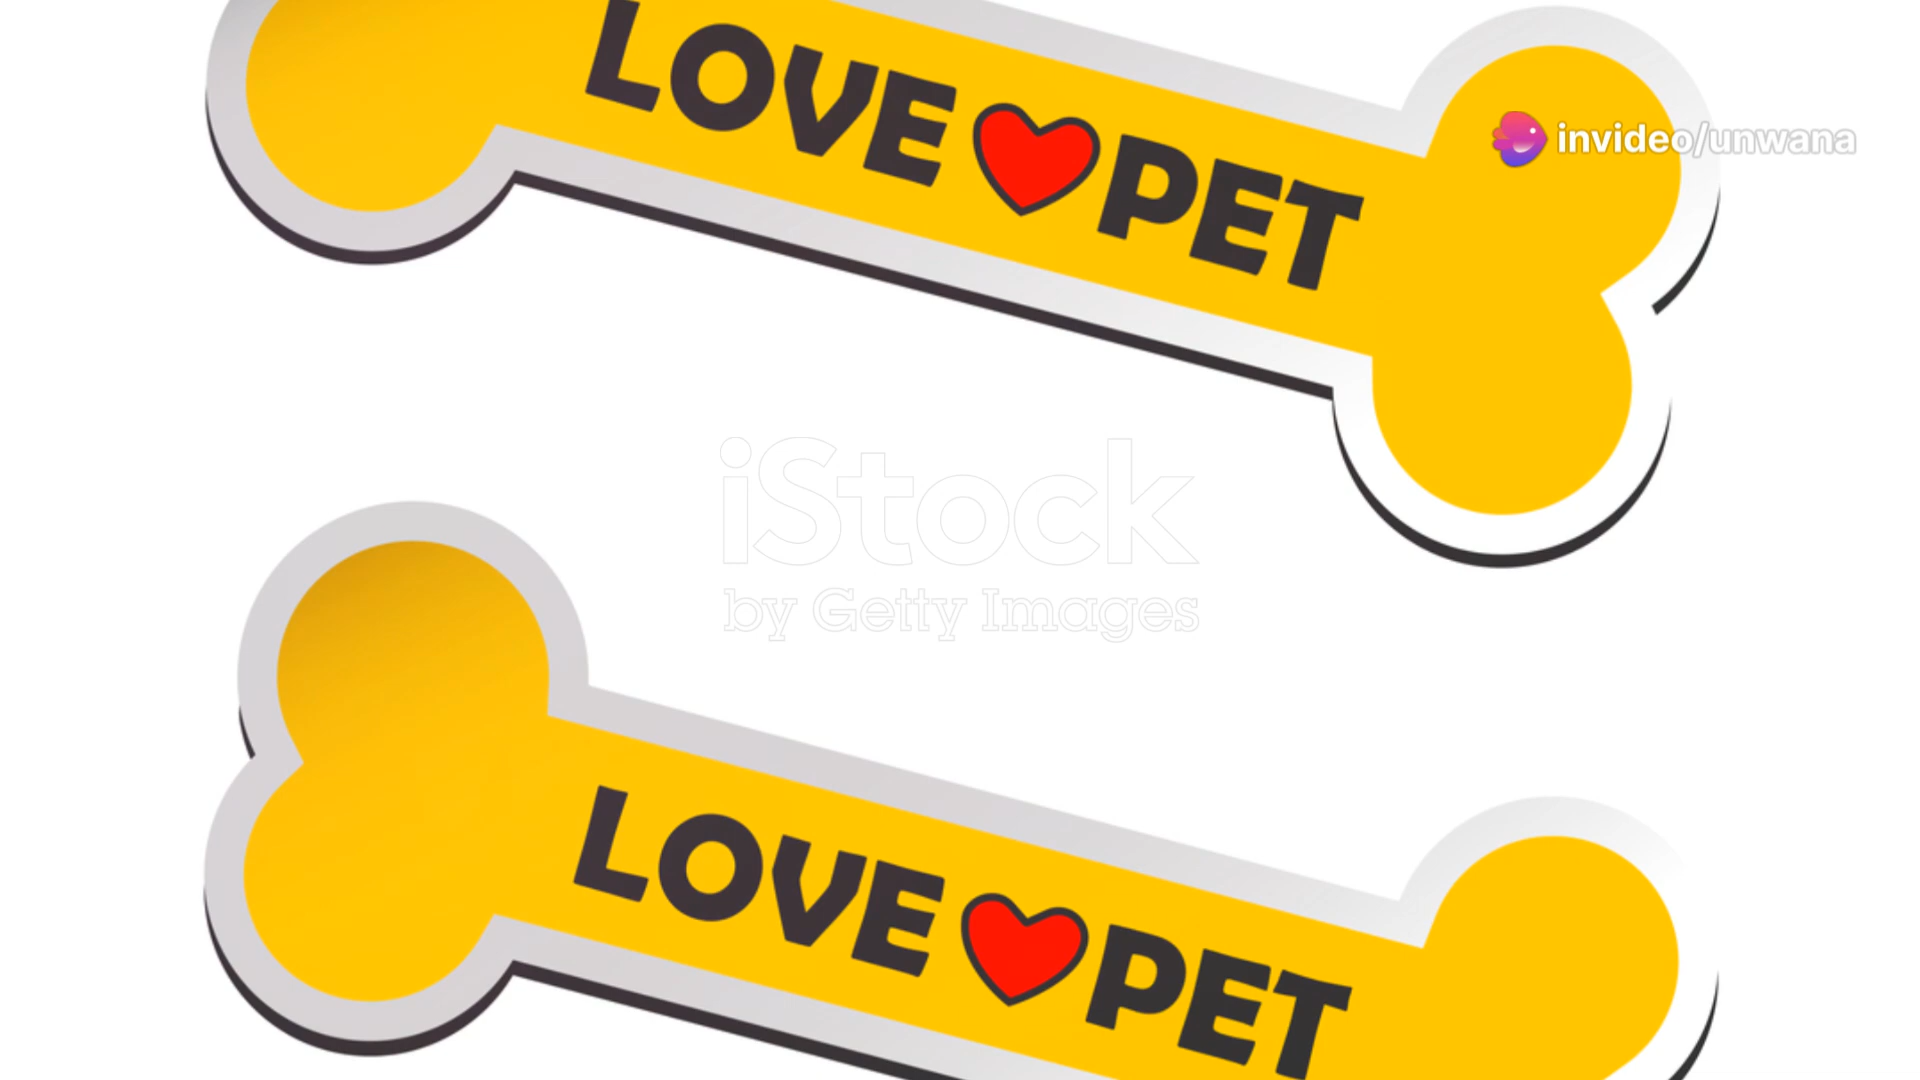 LOVE PET
invideo/unwana
iStock
by Getty Images
LOVE PET